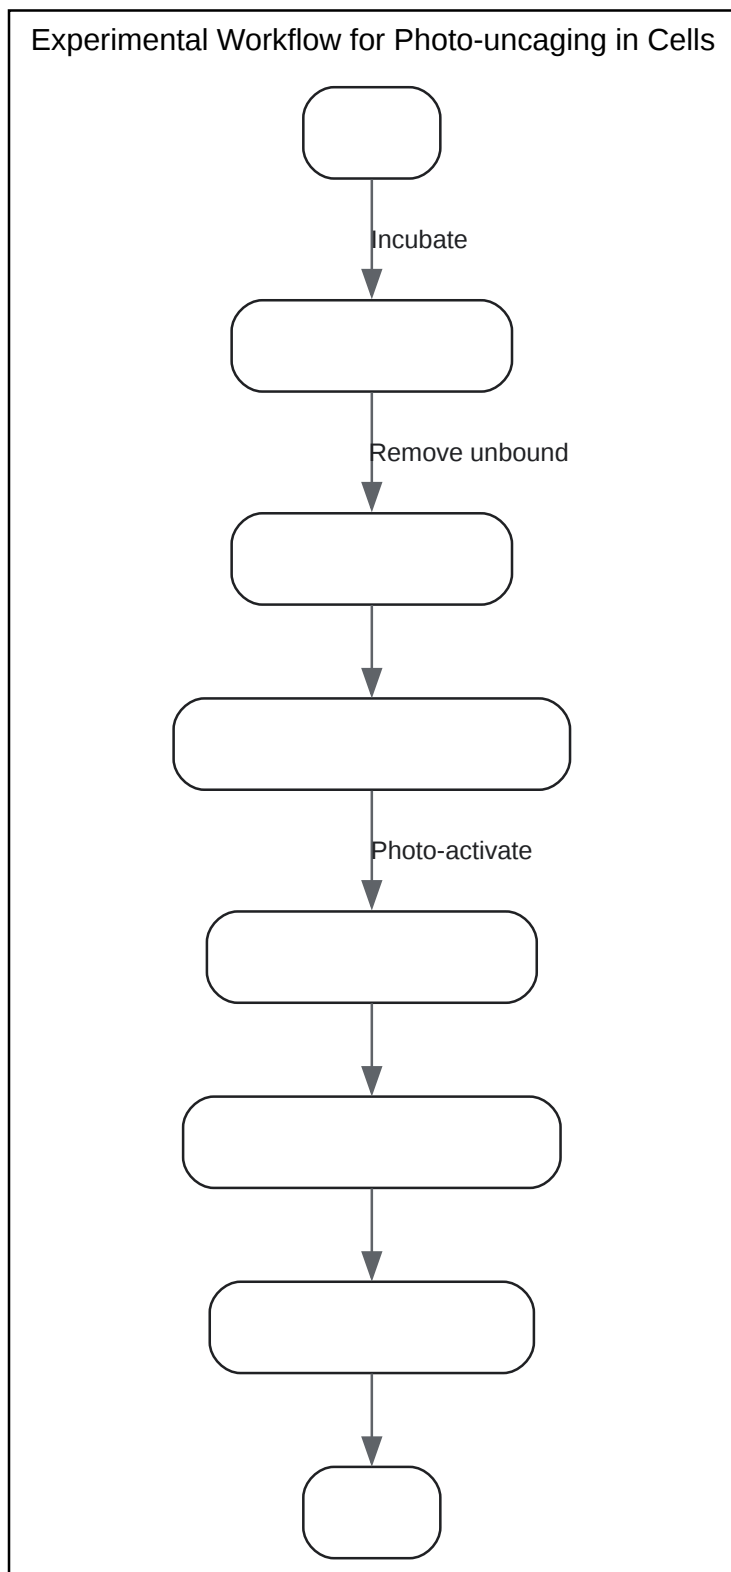 Experimental Workflow for Photo-uncaging in Cells
Incubate
Remove unbound
Photo-activate